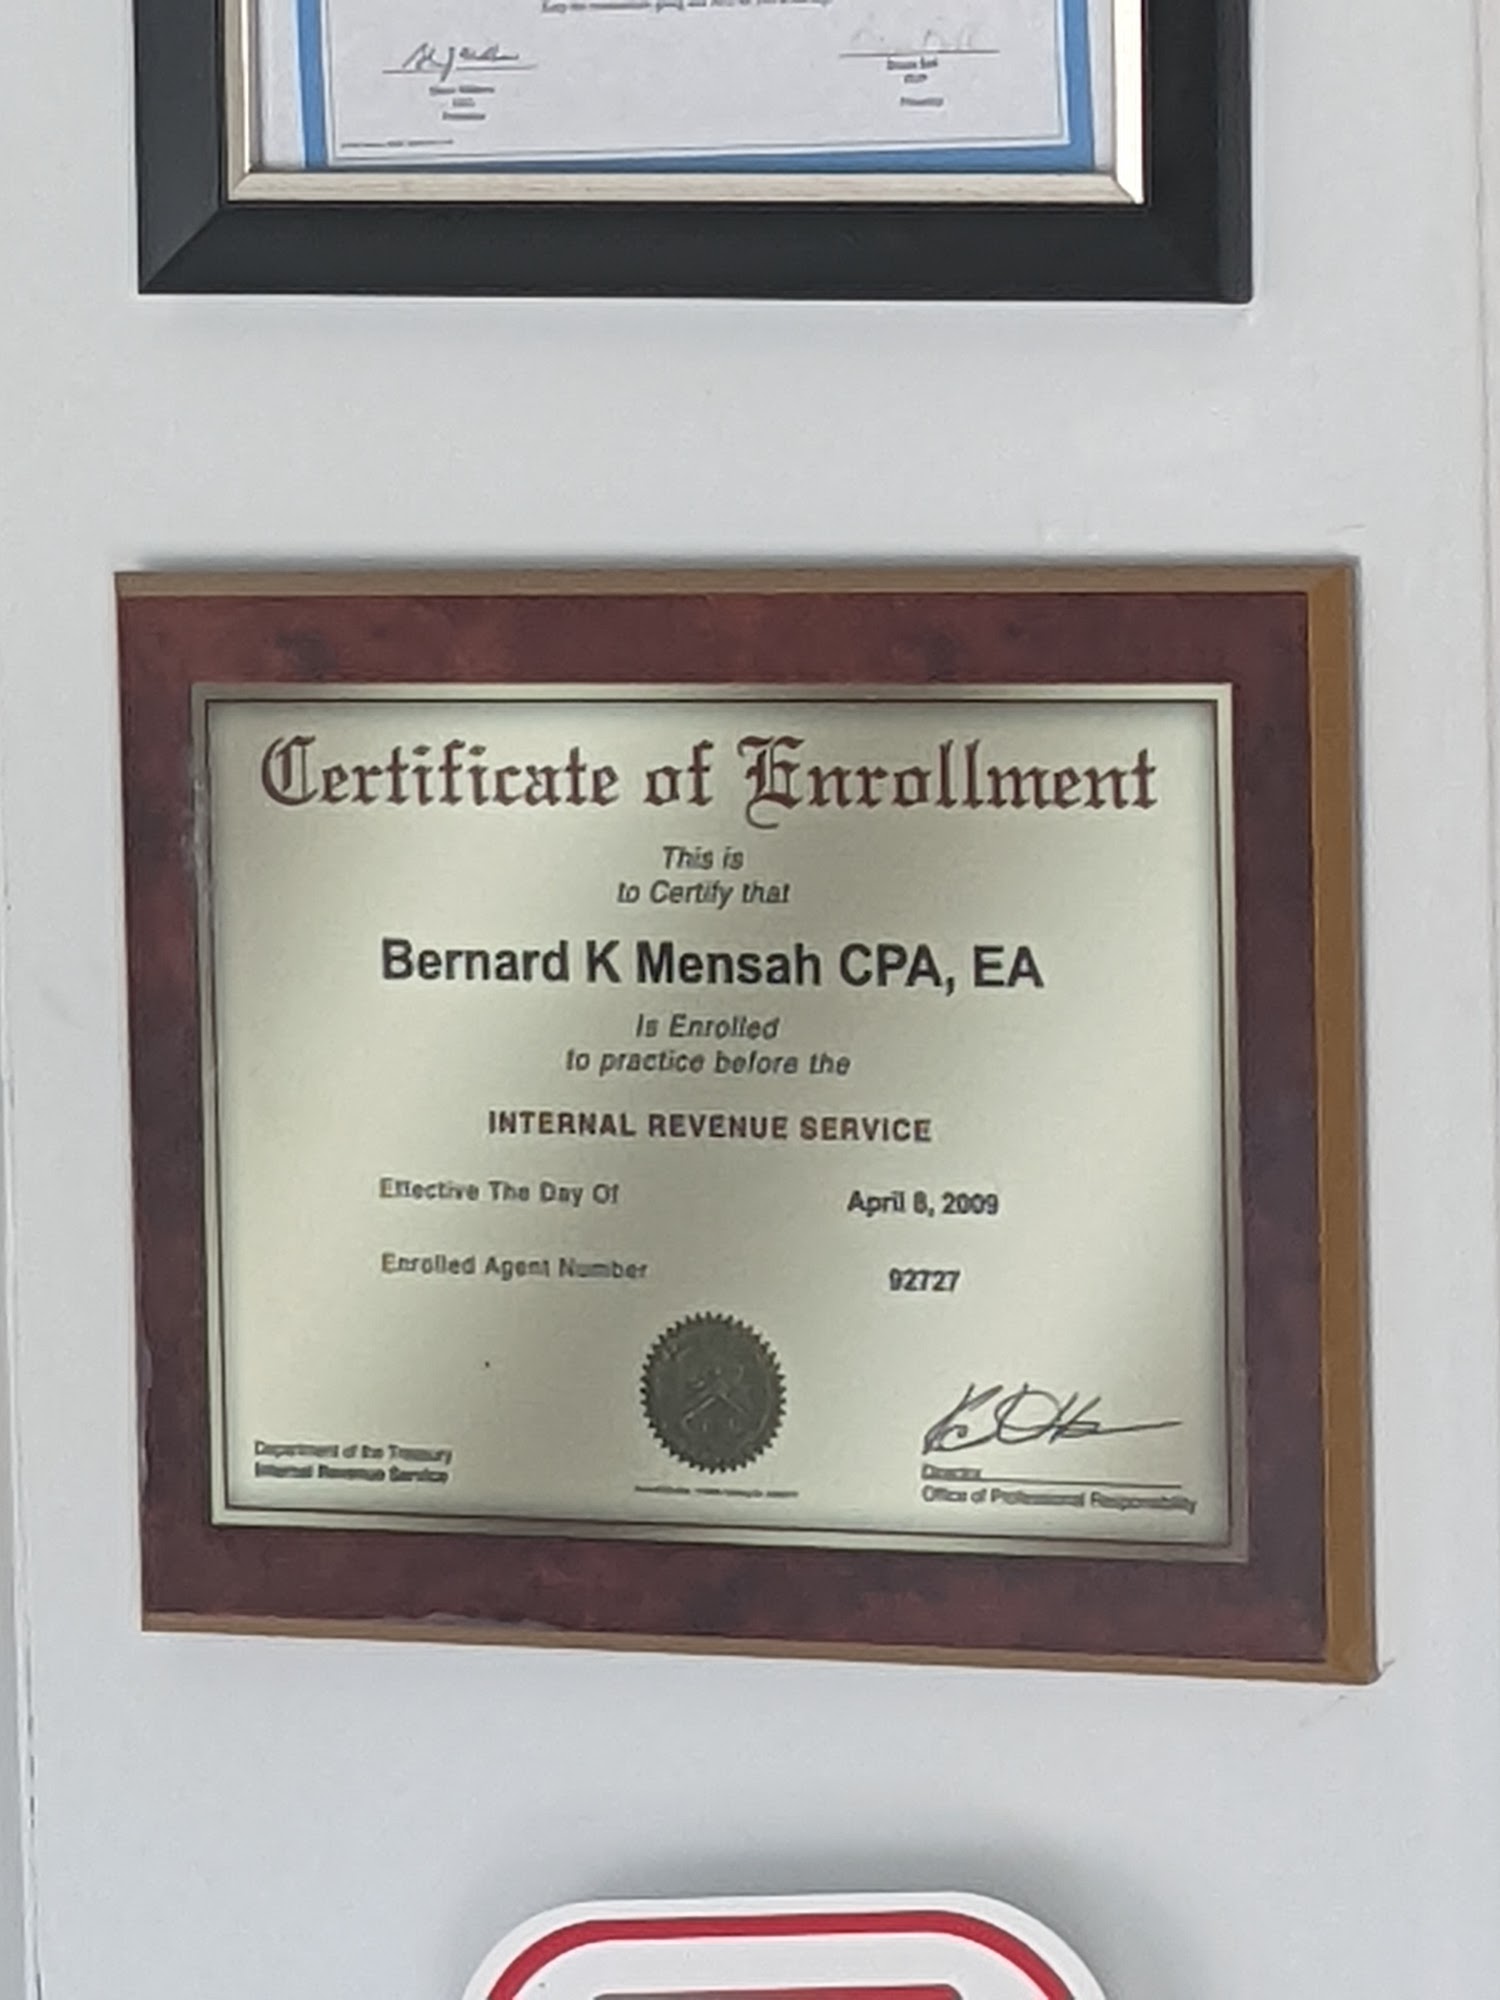 Certificate of Enrollment
This is
to Certify that
Bernard K Mensah CPA, EA
Is Enrolled
to practice before the
INTERNAL REVENUE SERVICE
Effective The Day Of April 8, 2009
Enrolled Agent Number 92727
Department of the Treasury
Internal Revenue Service
Director
Office of Professional Responsibility